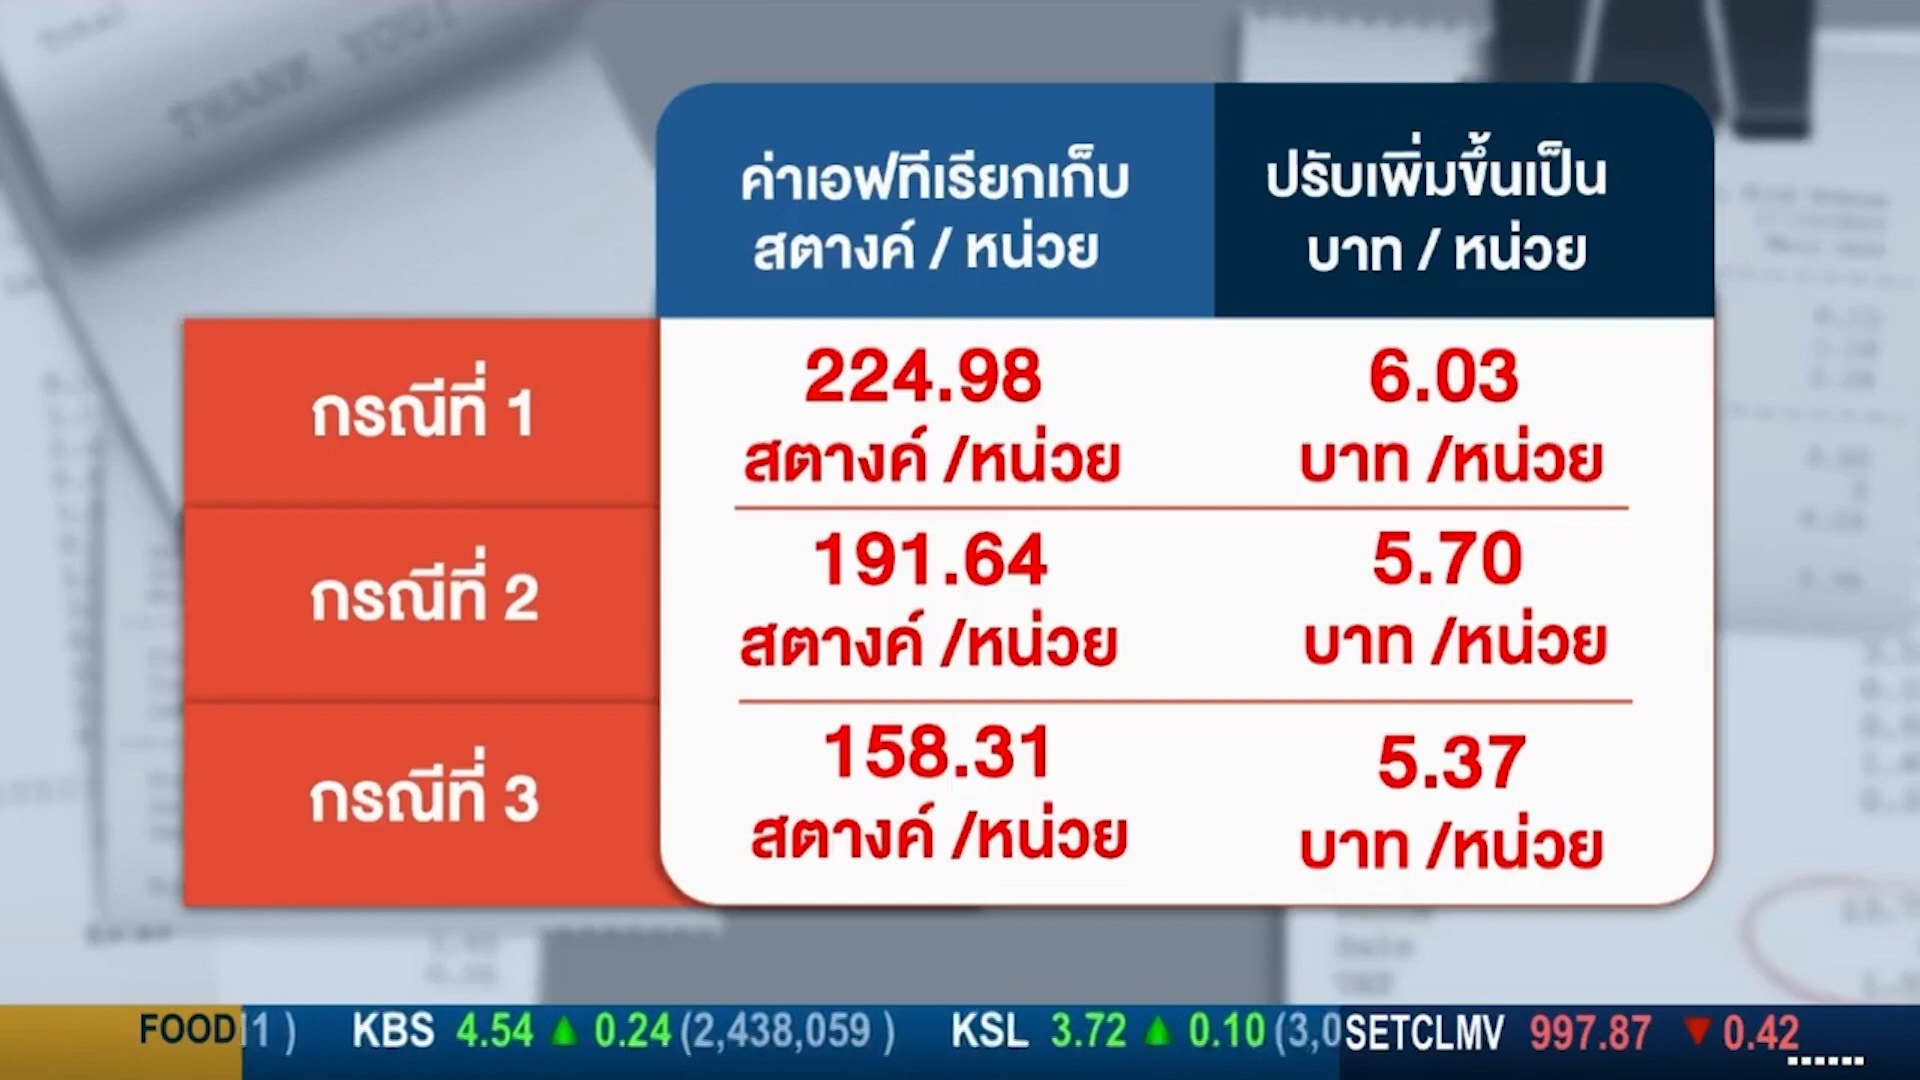 THANK YOU!
ค่าเอฟทีเรียกเก็บ
สตางค์ / หน่วย
ปรับเพิ่มขึ้นเป็น
บาท / หน่วย
กรณีที่ 1
224.98
สตางค์ /หน่วย
6.03
บาท /หน่วย
กรณีที่ 2
191.64
สตางค์ /หน่วย
5.70
บาท /หน่วย
กรณีที่ 3
158.31
สตางค์ /หน่วย
5.37
บาท /หน่วย
FOOD 1 ) KBS 4.54 ▲ 0.24 (2,438,059 ) KSL 3.72 ▲ 0.10 (3,0 SETCLMV 997.87 ▼ 0.42